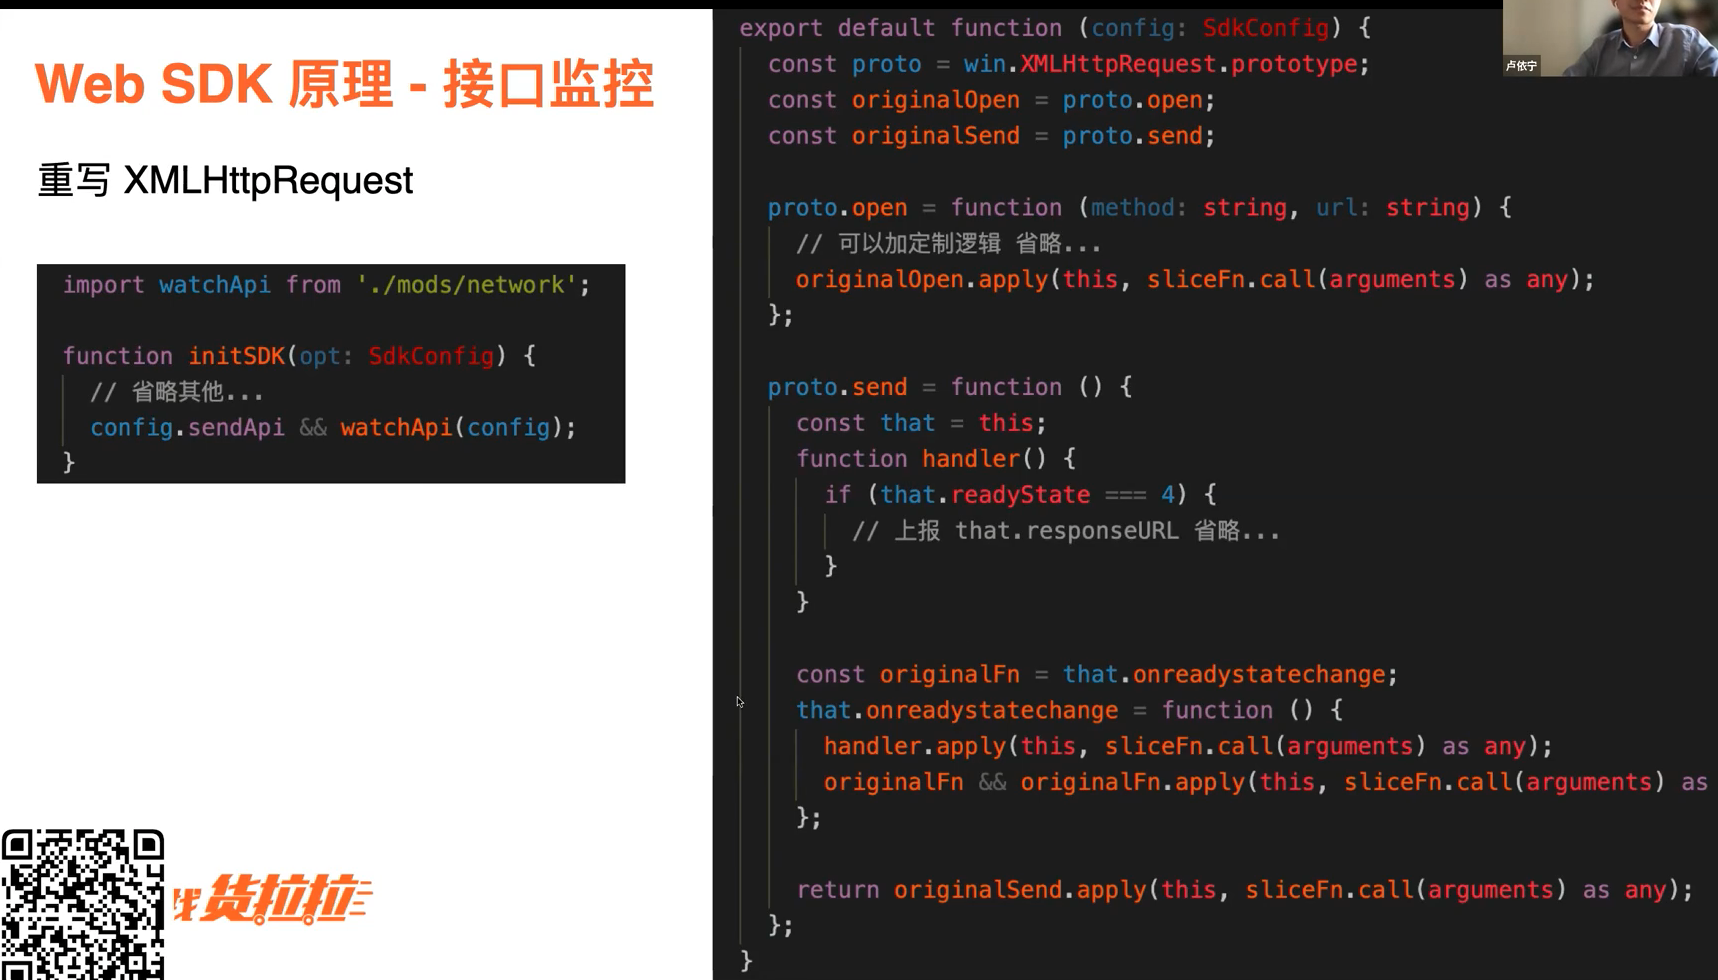 Web SDK 原理 - 接口监控
重写 XMLHttpRequest
import watchApi from './mods/network';
function initSDK(opt: SdkConfig) {
// 省略其他...
config.sendApi && watchApi(config);
}
找货拉拉
export default function (config: SdkConfig) {
const proto = win.XMLHttpRequest.prototype;
const originalOpen = proto.open;
const originalSend = proto.send;
proto.open = function (method: string, url: string) {
// 可以加定制逻辑 省略...
originalOpen.apply(this, sliceFn.call(arguments) as any);
};
proto.send = function () {
const that = this;
function handler() {
if (that.readyState === 4) {
// 上报 that.responseURL 省略...
}
}
const originalFn = that.onreadystatechange;
that.onreadystatechange = function () {
handler.apply(this, sliceFn.call(arguments) as any);
originalFn && originalFn.apply(this, sliceFn.call(arguments) as
};
return originalSend.apply(this, sliceFn.call(arguments) as any);
};
}
卢依宁